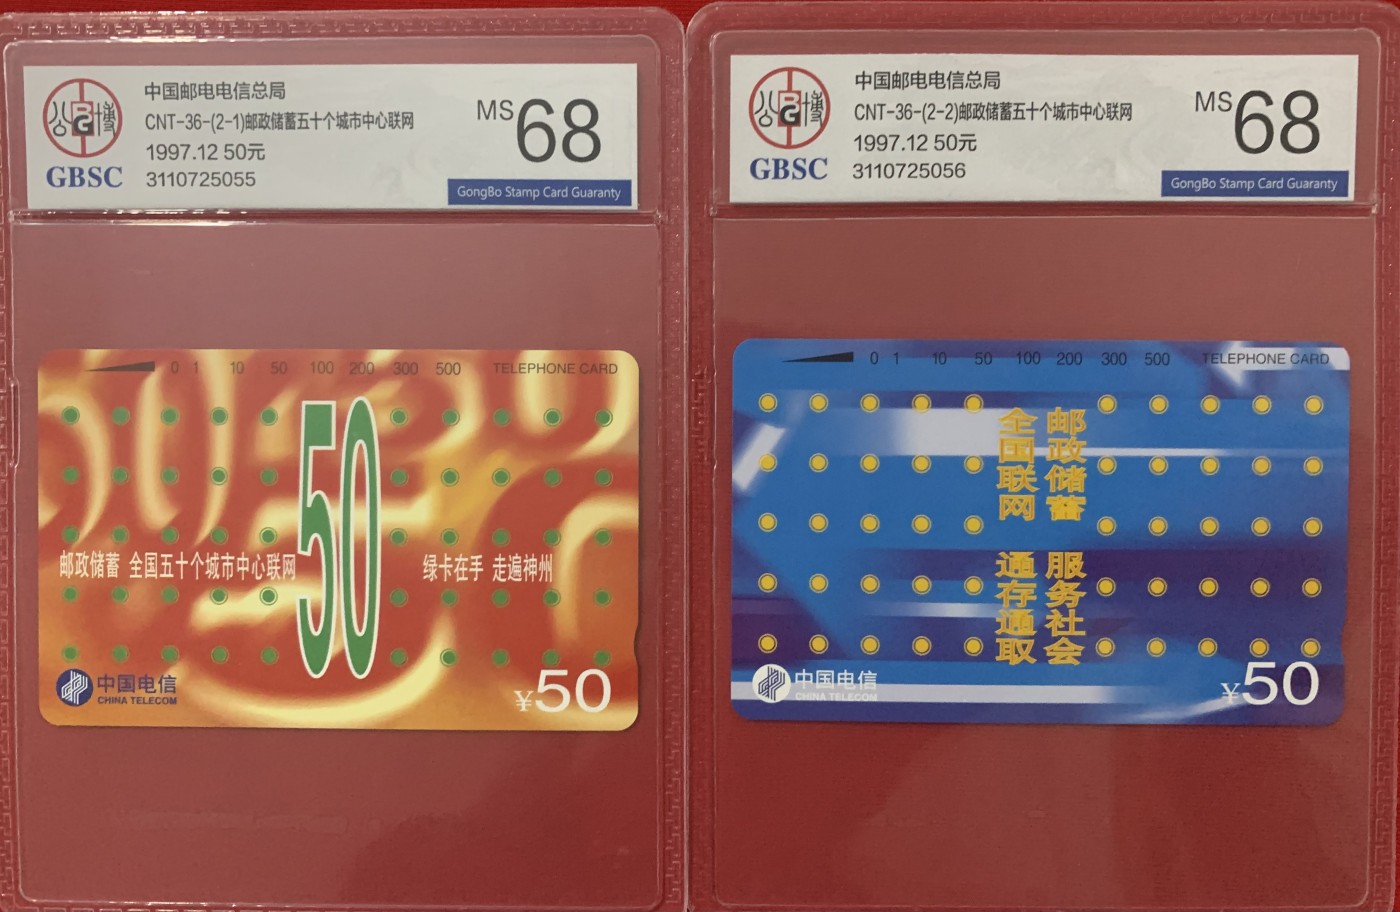 中国邮电电信总局
CNT-36-(2-1)邮政储蓄五十个城市中心联网
1997.12 50元
3110725055
GBSC
MS 68
GongBo Stamp Card Guaranty
0 1 10 50 100 200 300 500 TELEPHONE CARD
50
邮政储蓄 全国五十个城市中心联网
绿卡在手 走遍神州
中国电信
CHINA TELECOM
¥50
中国邮电电信总局
CNT-36-(2-2)邮政储蓄五十个城市中心联网
1997.12 50元
3110725056
GBSC
MS 68
GongBo Stamp Card Guaranty
0 1 10 50 100 200 300 500 TELEPHONE CARD
邮政储蓄 服务社会
全国联网 通存通取
中国电信
CHINA TELECOM
¥50